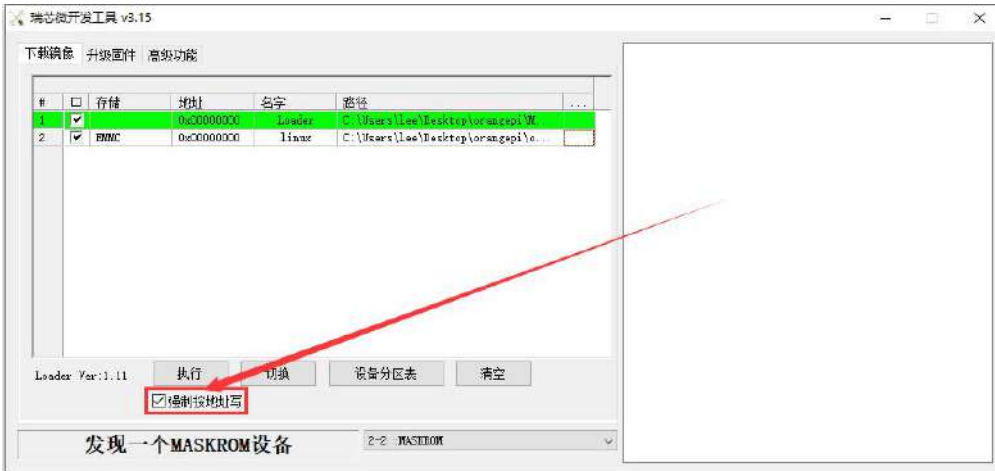 瑞芯微开发工具 v3.15
下载镜像 升级固件 高级功能
# 存储 地址 名字 路径 ...
1 0x00000000 Loader C:\Users\lee\Desktop\orangepi\M
2 EMMC 0x00000000 linux C:\Users\lee\Desktop\orangepi\o...
Loader Ver:1.11 执行 切换 设备分区表 清空
强制按地址写
发现一个MASKROM设备 2-2 MASKROM